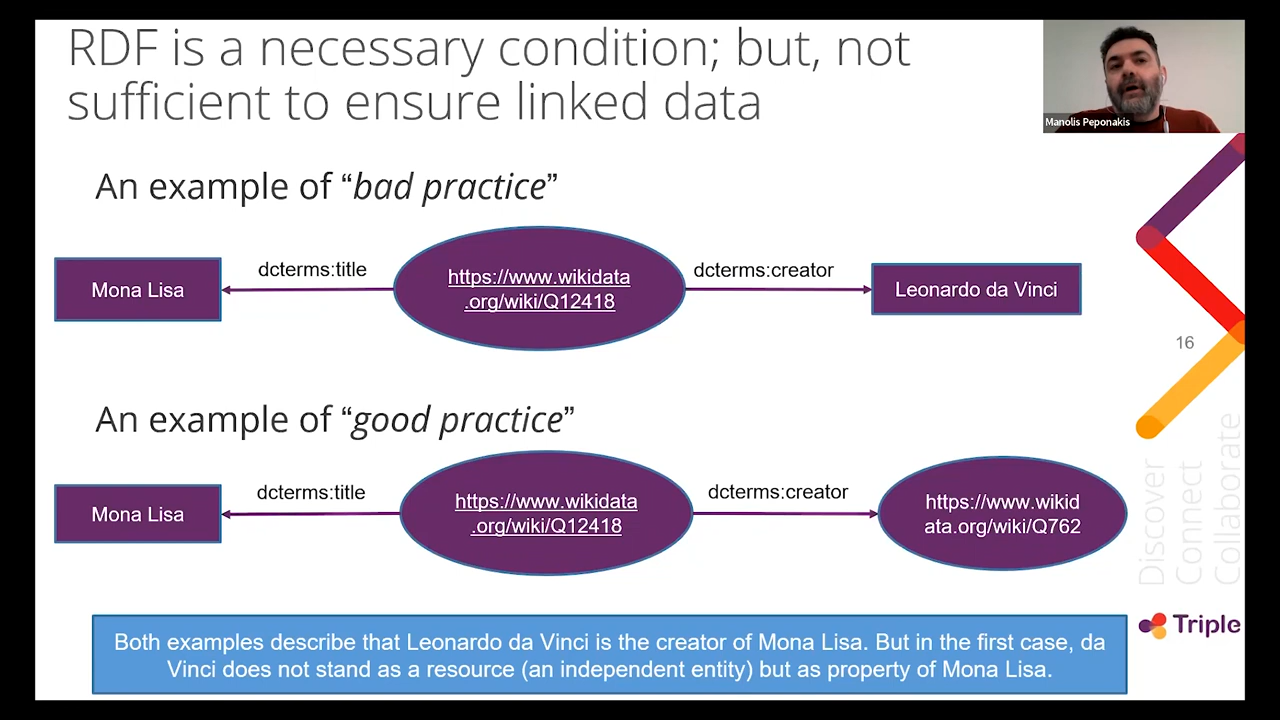 RDF is a necessary condition; but, not
sufficient to ensure linked data
Manolis Peponakis
An example of “bad practice”
Mona Lisa
dcterms:title
https://www.wikidata
.org/wiki/Q12418
dcterms:creator
Leonardo da Vinci
16
An example of “good practice”
Mona Lisa
dcterms:title
https://www.wikidata
.org/wiki/Q12418
dcterms:creator
https://www.wikid
ata.org/wiki/Q762
Discover
Connect
Collaborate
Triple
Both examples describe that Leonardo da Vinci is the creator of Mona Lisa. But in the first case, da
Vinci does not stand as a resource (an independent entity) but as property of Mona Lisa.